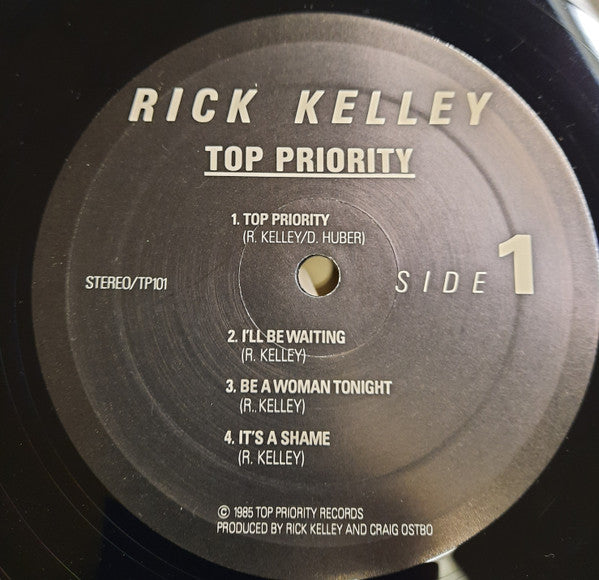 RICK KELLEY
TOP PRIORITY
1. TOP PRIORITY
(R. KELLEY/D. HUBER)
STEREO/TP101
SIDE 1
2. I'LL BE WAITING
(R. KELLEY)
3. BE A WOMAN TONIGHT
(R.. KELLEY)
4. IT'S A SHAME
(R. KELLEY)
© 1985 TOP PRIORITY RECORDS
PRODUCED BY RICK KELLEY AND CRAIG OSTBO